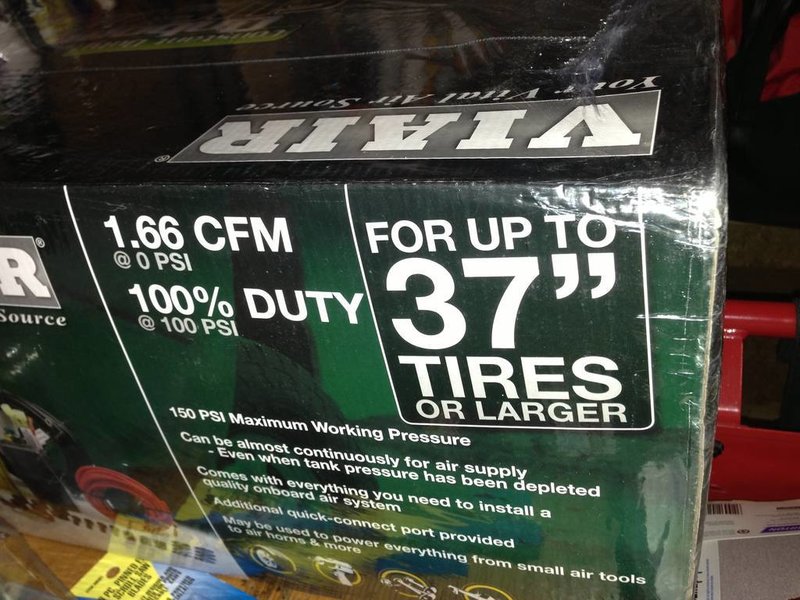 Your Viral Air Source
VIAIR®
R®
Source
1.66 CFM
@ 0 PSI
100% DUTY
@ 100 PSI
FOR UP TO
37”
TIRES
OR LARGER
150 PSI Maximum Working Pressure
Can be almost continuously for air supply
- Even when tank pressure has been depleted
Comes with everything you need to install a
quality onboard air system
Additional quick-connect port provided
May be used to power everything from small air tools
to air horns & more